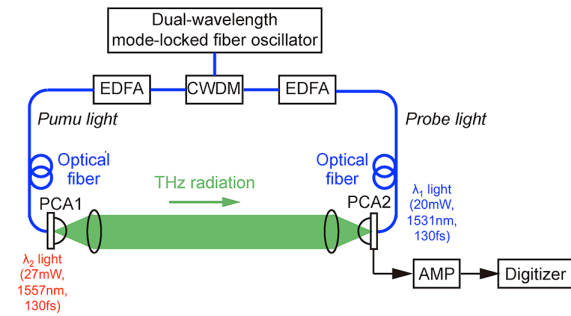 Dual-wavelength
mode-locked fiber oscillator
EDFA
CWDM
EDFA
Pumu light
Probe light
Optical
fiber
Optical
fiber
THz radiation
PCA1
PCA2
λ₁ light
(20mW,
1531nm,
130fs)
λ₂ light
(27mW,
1557nm,
130fs)
AMP
Digitizer